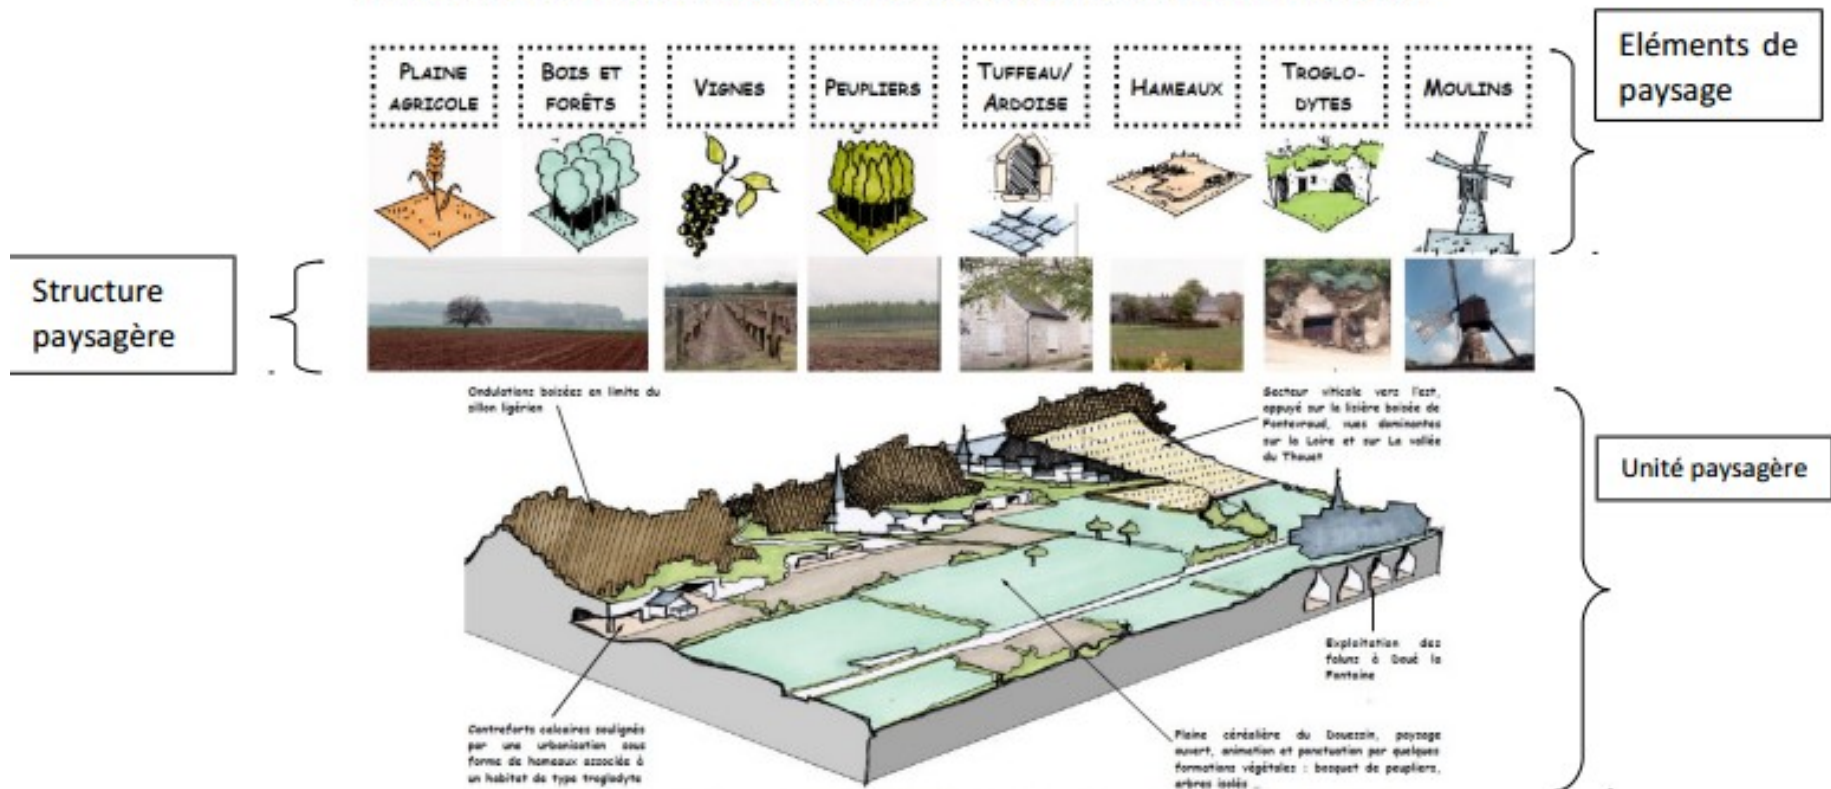 Eléments de
paysage
PLAINE
AGRICOLE
BOIS ET
FORÊTS
VIGNES
PEUPLIERS
TUFFEAU/
ARDOISE
HAMEAUX
TROGLO-
DYTES
MOULINS
Structure
paysagère
Ondulations boisées en limite du
sillon ligérien
Secteur viticole vers l'est,
appuyé sur la lisière boisée de
Fontevraud, vues dominantes
sur la Loire et sur La vallée
du Thouet
Unité paysagère
Exploitation des
faluns à Doué la
Fontaine
Contreforts calcaires soulignés
par une urbanisation sous
forme de hameaux associée à
un habitat de type troglodyte
Plaine céréalière du Douessin, paysage
ouvert, animation et ponctuation par quelques
formations végétales : bosquet de peupliers,
arbres isolés ...